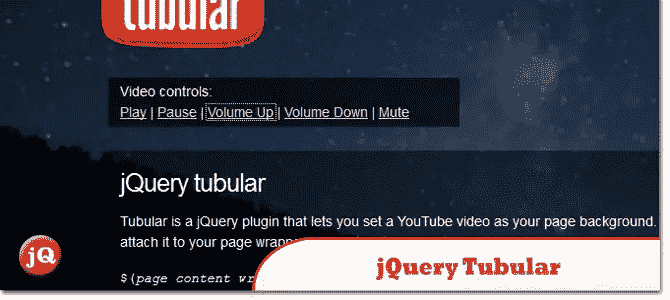 tubular
Video controls:
Play | Pause | Volume Up | Volume Down | Mute
jQuery tubular
Tubular is a jQuery plugin that lets you set a YouTube video as your page background.
attach it to your page wrapp
$(page content wr
jQ
jQuery Tubular